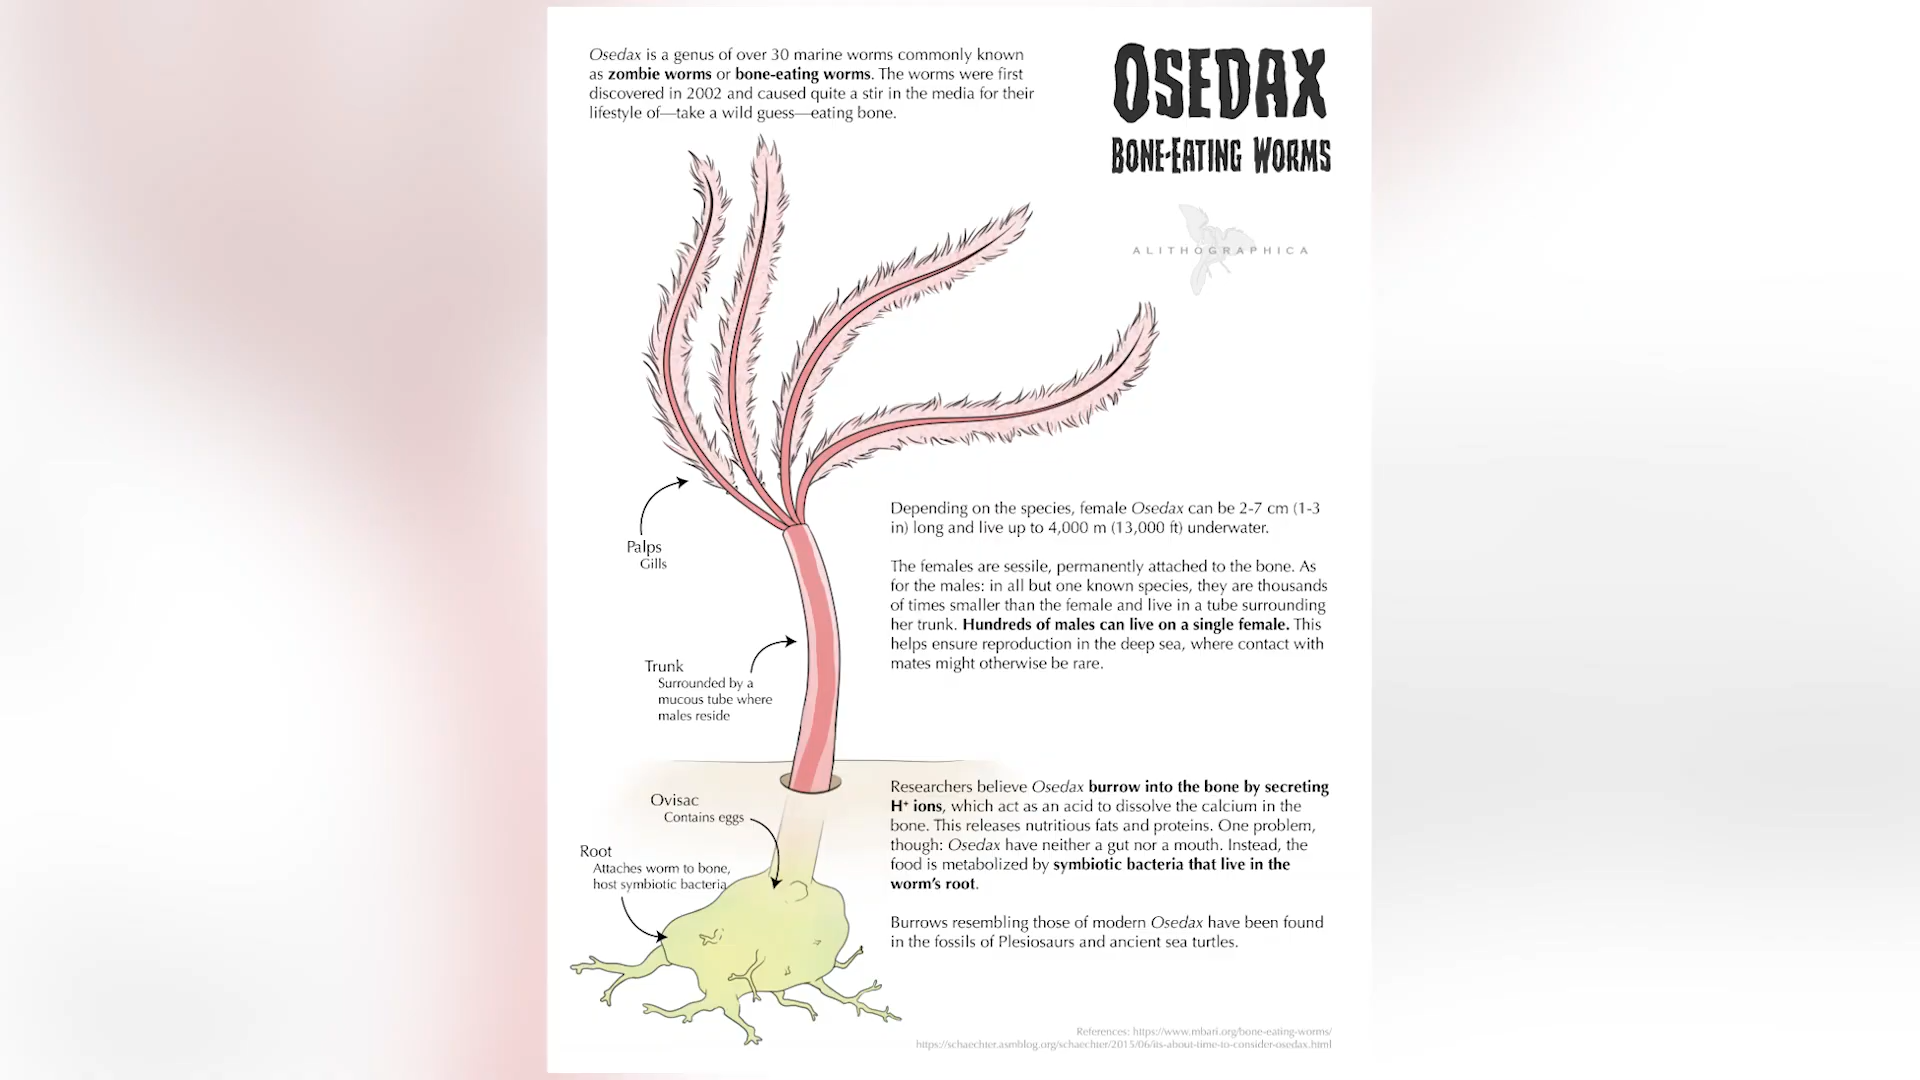 Osedax is a genus of over 30 marine worms commonly known
as zombie worms or bone-eating worms. The worms were first
discovered in 2002 and caused quite a stir in the media for their
lifestyle of—take a wild guess—eating bone.
OSEDAX
BONE-EATING WORMS
ALITHOGRAPHICA
Palps
Gills
Depending on the species, female Osedax can be 2-7 cm (1-3
in) long and live up to 4,000 m (13,000 ft) underwater.
The females are sessile, permanently attached to the bone. As
for the males: in all but one known species, they are thousands
of times smaller than the female and live in a tube surrounding
her trunk. Hundreds of males can live on a single female. This
helps ensure reproduction in the deep sea, where contact with
mates might otherwise be rare.
Trunk
Surrounded by a
mucous tube where
males reside
Ovisac
Contains eggs
Root
Attaches worm to bone,
host symbiotic bacteria
Researchers believe Osedax burrow into the bone by secreting
H⁺ ions, which act as an acid to dissolve the calcium in the
bone. This releases nutritious fats and proteins. One problem,
though: Osedax have neither a gut nor a mouth. Instead, the
food is metabolized by symbiotic bacteria that live in the
worm's root.
Burrows resembling those of modern Osedax have been found
in the fossils of Plesiosaurs and ancient sea turtles.
References: https://www.mbari.org/bone-eating-worms/
https://schaechter.asmblog.org/schaechter/2015/06/its-about-time-to-consider-osedax.html